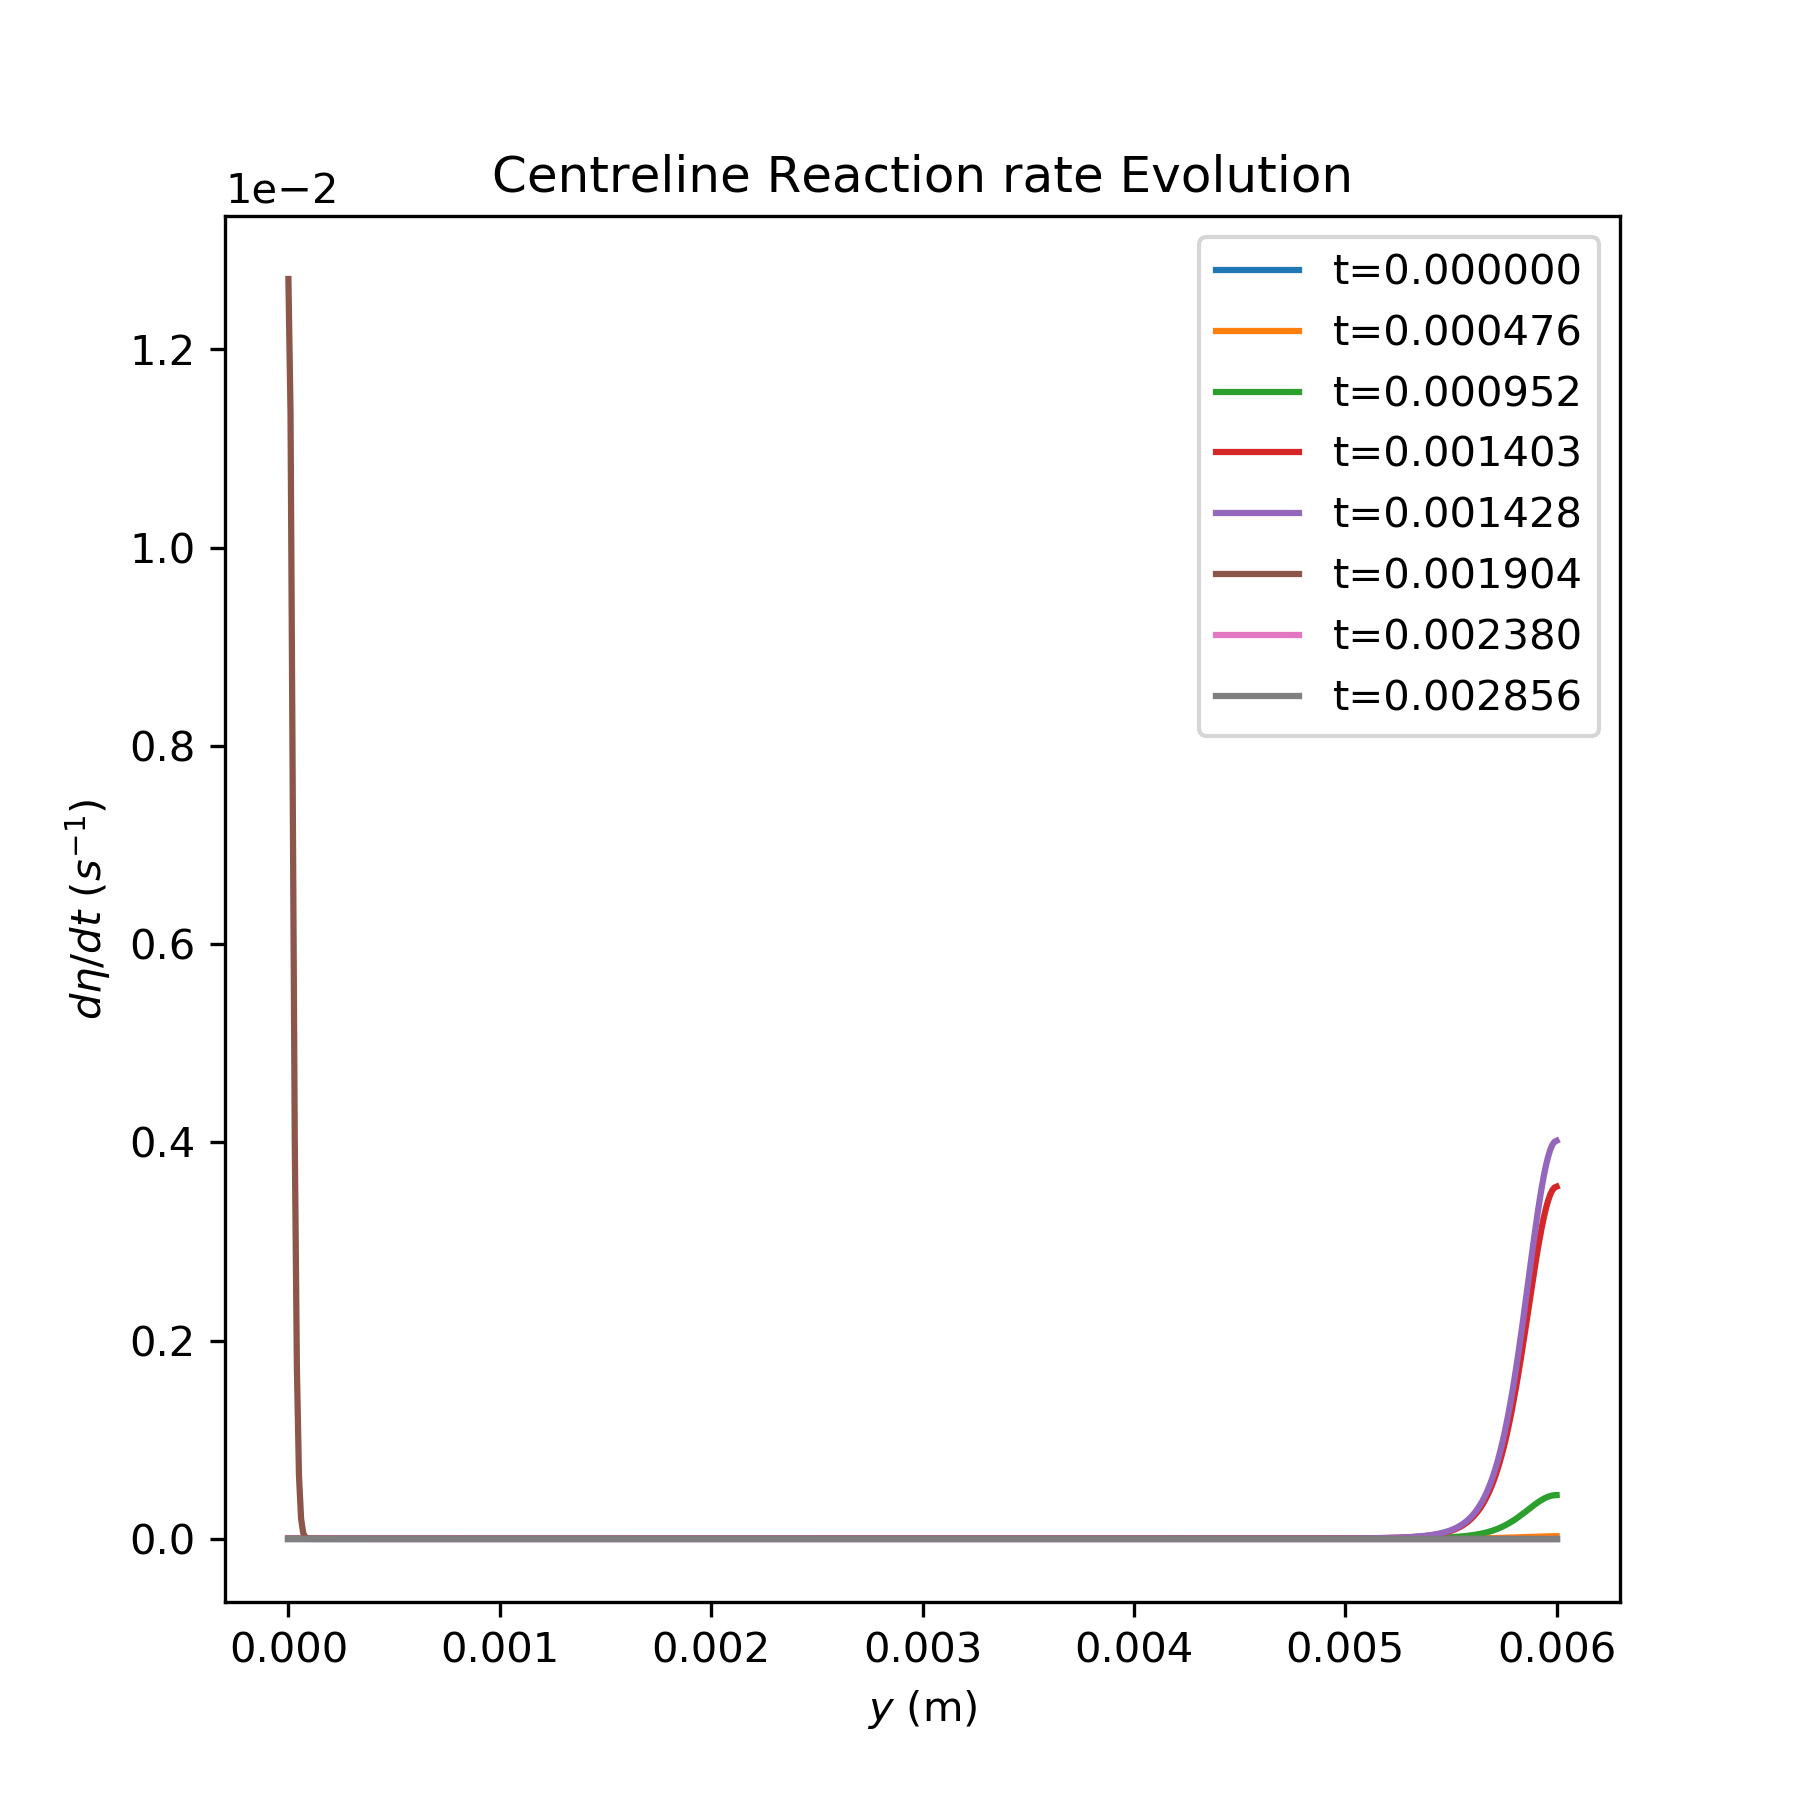 Centreline Reaction rate Evolution
1e−2
t=0.000000
t=0.000476
t=0.000952
t=0.001403
t=0.001428
t=0.001904
t=0.002380
t=0.002856
1.2
1.0
0.8
0.6
0.4
0.2
0.0
dη/dt (s⁻¹)
0.000 0.001 0.002 0.003 0.004 0.005 0.006
y (m)